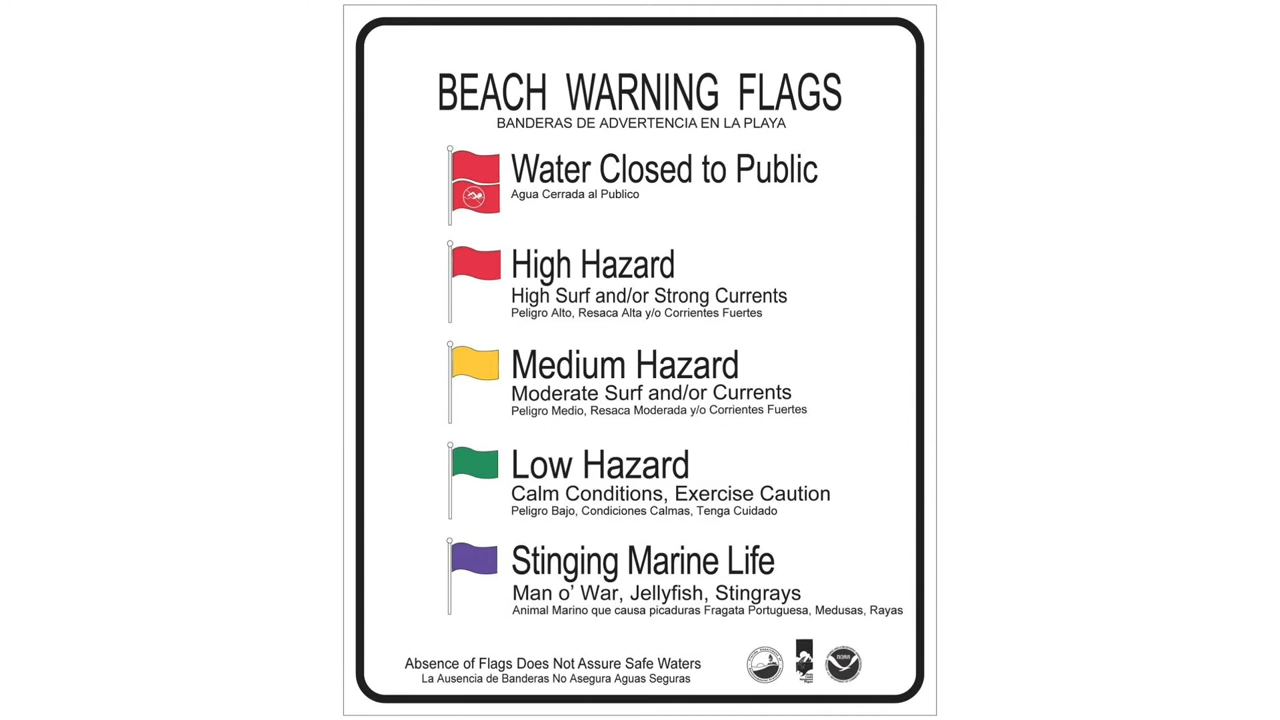 BEACH WARNING FLAGS
BANDERAS DE ADVERTENCIA EN LA PLAYA
Water Closed to Public
Agua Cerrada al Publico
High Hazard
High Surf and/or Strong Currents
Peligro Alto, Resaca Alta y/o Corrientes Fuertes
Medium Hazard
Moderate Surf and/or Currents
Peligro Medio, Resaca Moderada y/o Corrientes Fuertes
Low Hazard
Calm Conditions, Exercise Caution
Peligro Bajo, Condiciones Calmas, Tenga Cuidado
Stinging Marine Life
Man o’ War, Jellyfish, Stingrays
Animal Marino que causa picaduras Fragata Portuguesa, Medusas, Rayas
Absence of Flags Does Not Assure Safe Waters
La Ausencia de Banderas No Asegura Aguas Seguras